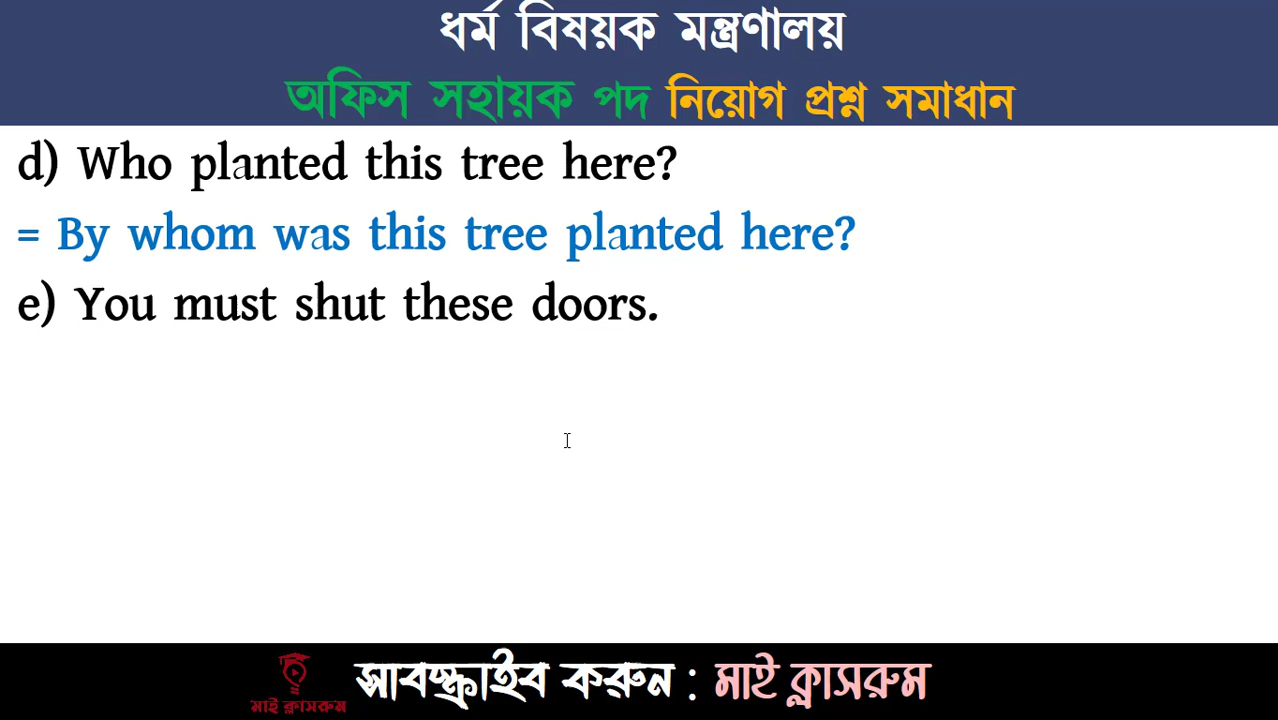 ধর্ম বিষয়ক মন্ত্রণালয়
অফিস সহায়ক পদ নিয়োগ প্রশ্ন সমাধান
d) Who planted this tree here?
= By whom was this tree planted here?
e) You must shut these doors.
সাবস্ক্রাইব করুন : মাই ক্লাসরুম
মাই ক্লাসরুম